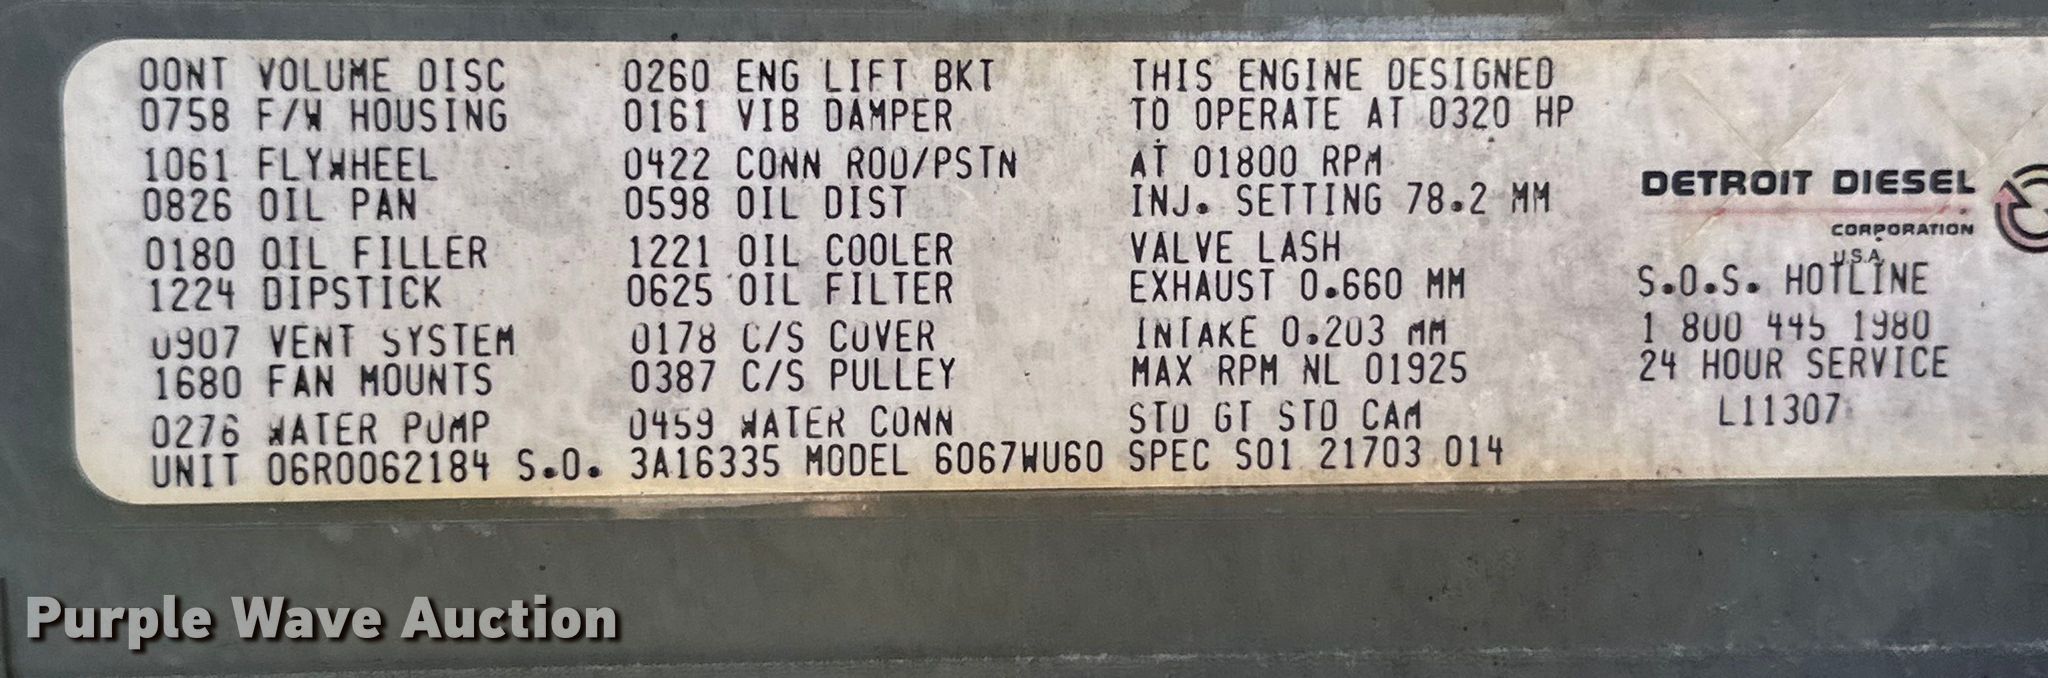 00NT VOLUME DISC
0758 F/W HOUSING
1061 FLYWHEEL
0826 OIL PAN
0180 OIL FILLER
1224 DIPSTICK
0907 VENT SYSTEM
1680 FAN MOUNTS
0276 WATER PUMP
0260 ENG LIFT BKT
0161 VIB DAMPER
0422 CONN ROD/PSTN
0598 OIL DIST
1221 OIL COOLER
0625 OIL FILTER
0178 C/S COVER
0387 C/S PULLEY
0459 WATER CONN
THIS ENGINE DESIGNED
TO OPERATE AT 0320 HP
AT 01800 RPM
INJ. SETTING 78.2 MM
VALVE LASH
EXHAUST 0.660 MM
INTAKE 0.203 MM
MAX RPM NL 01925
STD GT STD CAM
UNIT 06R0062184 S.O. 3A16335 MODEL 6067WU60 SPEC S01 21703 014
DETROIT DIESEL
CORPORATION
U.S.A.
S.O.S. HOTLINE
1 800 445 1980
24 HOUR SERVICE
L11307
Purple Wave Auction